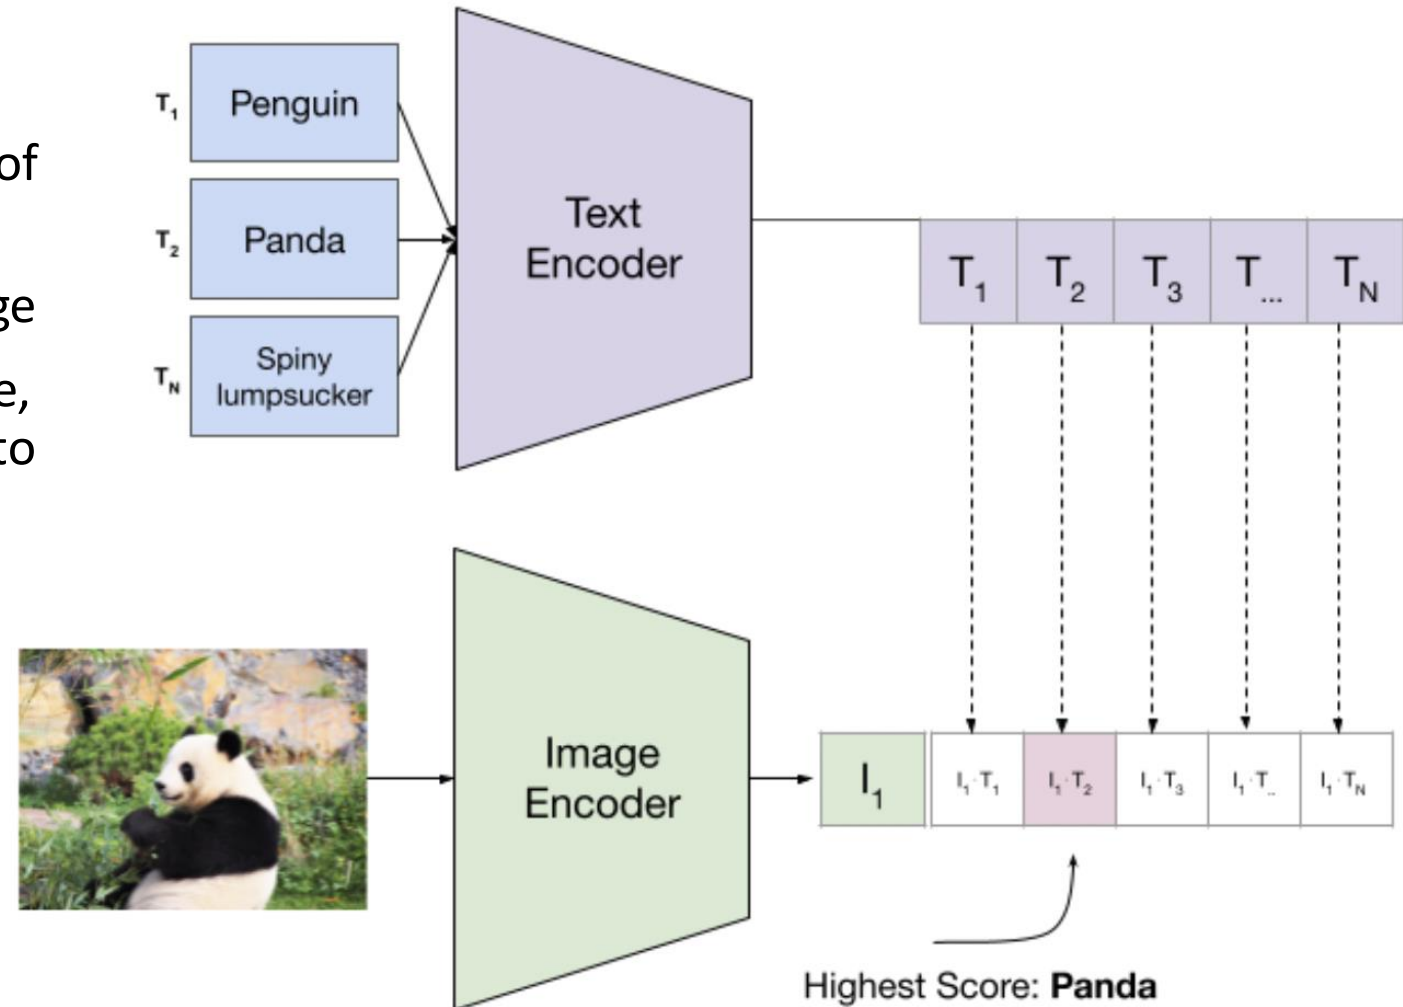 of
ge
e,
to
T₁ Penguin
T₂ Panda
Tₙ Spiny
lumpsucker
Text
Encoder
T₁ T₂ T₃ T... Tₙ
Image
Encoder
I₁ I₁·T₁ I₁·T₂ I₁·T₃ I₁·T.. I₁·Tₙ
Highest Score: Panda